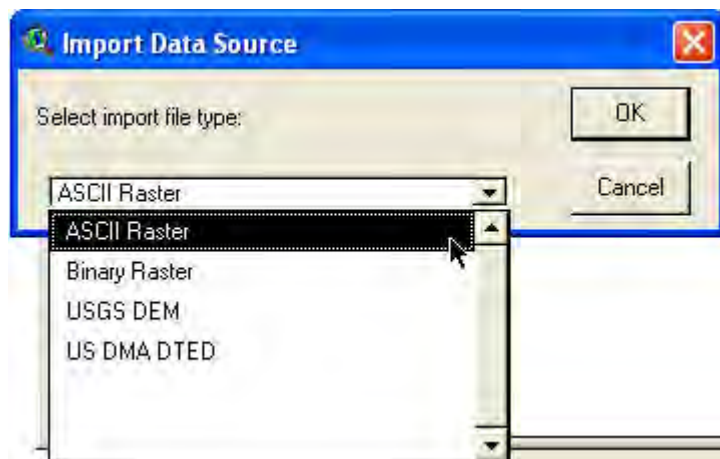 Import Data Source
Select import file type:
OK
ASCII Raster
Cancel
ASCII Raster
Binary Raster
USGS DEM
US DMA DTED